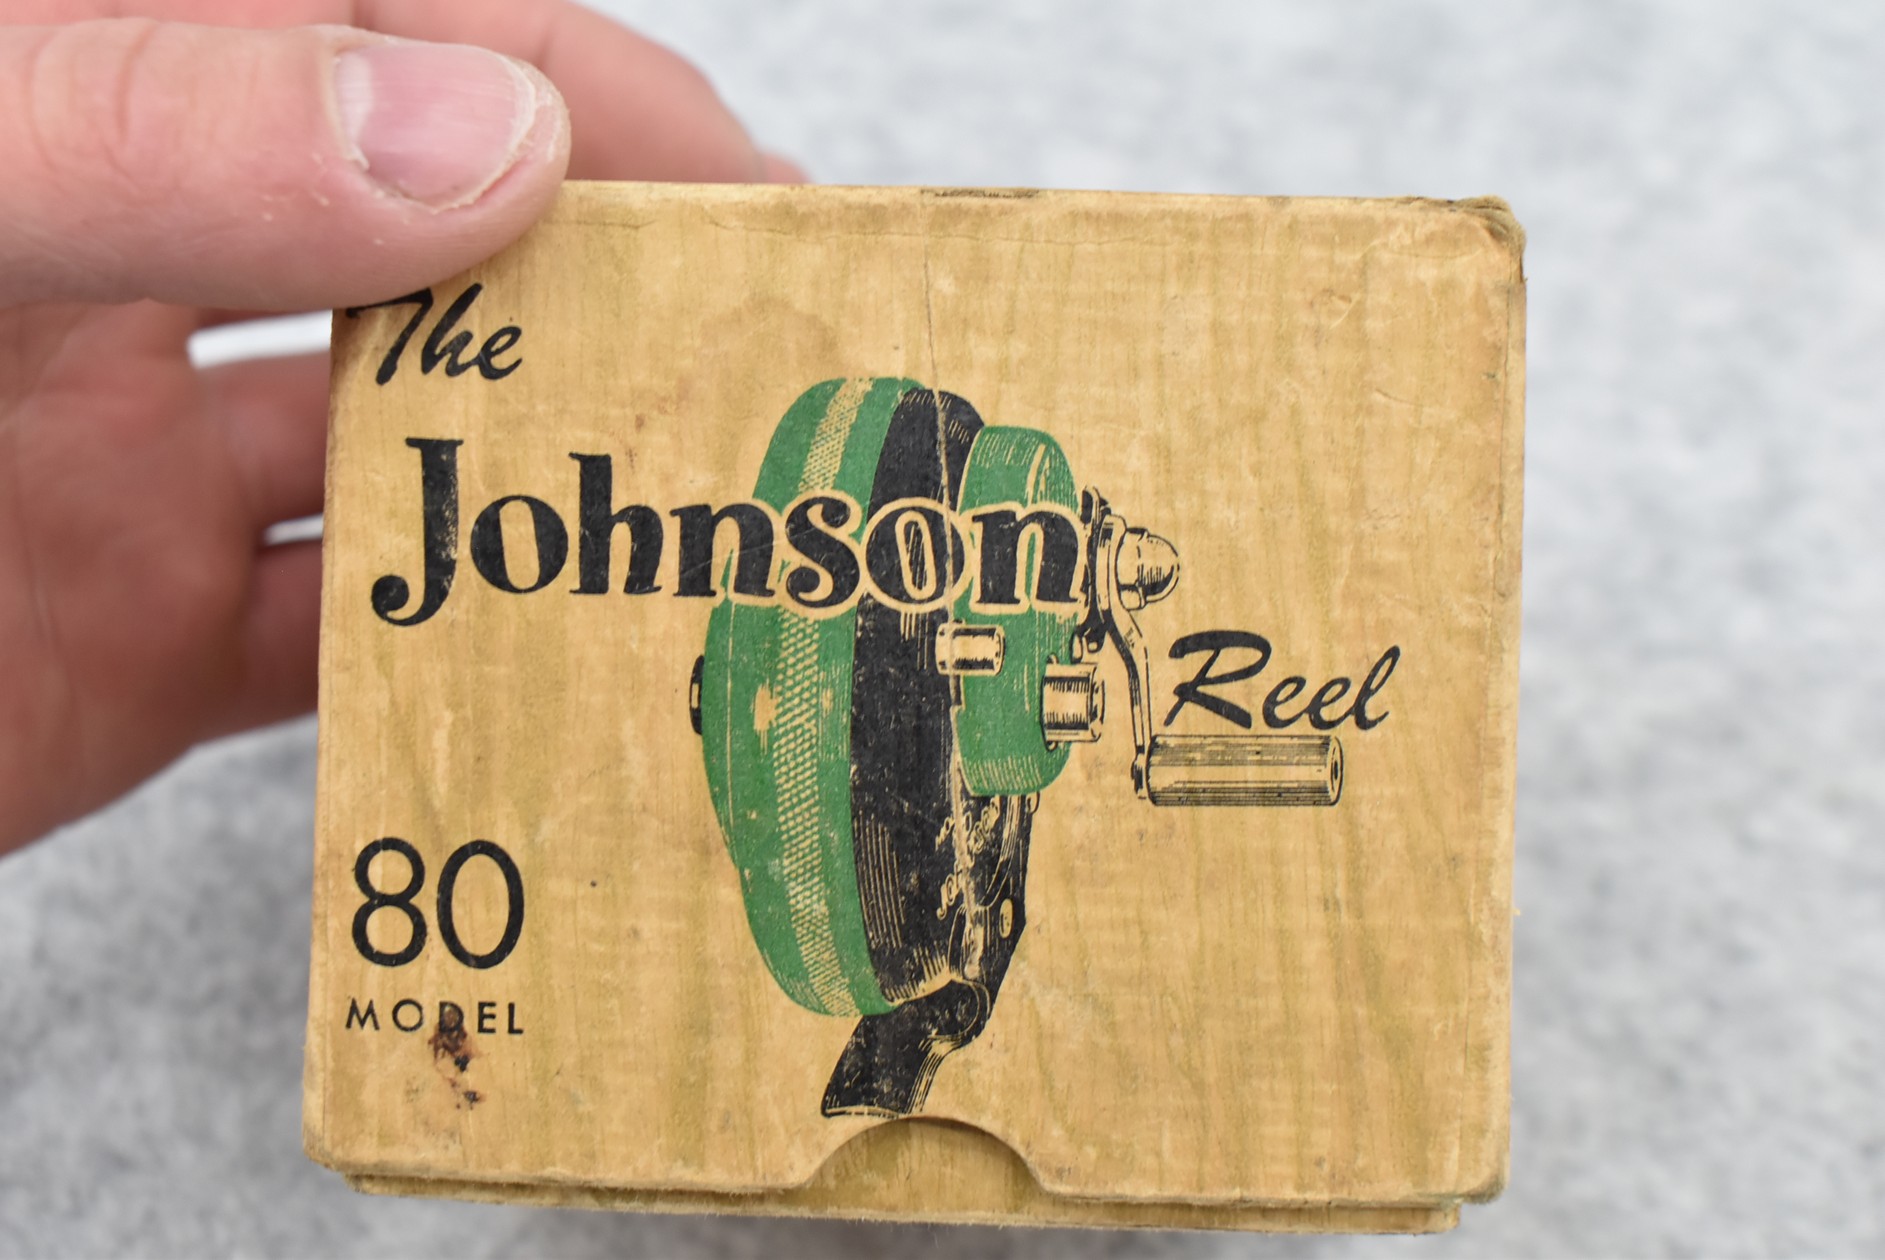 The
Johnson
Reel
80
MODEL